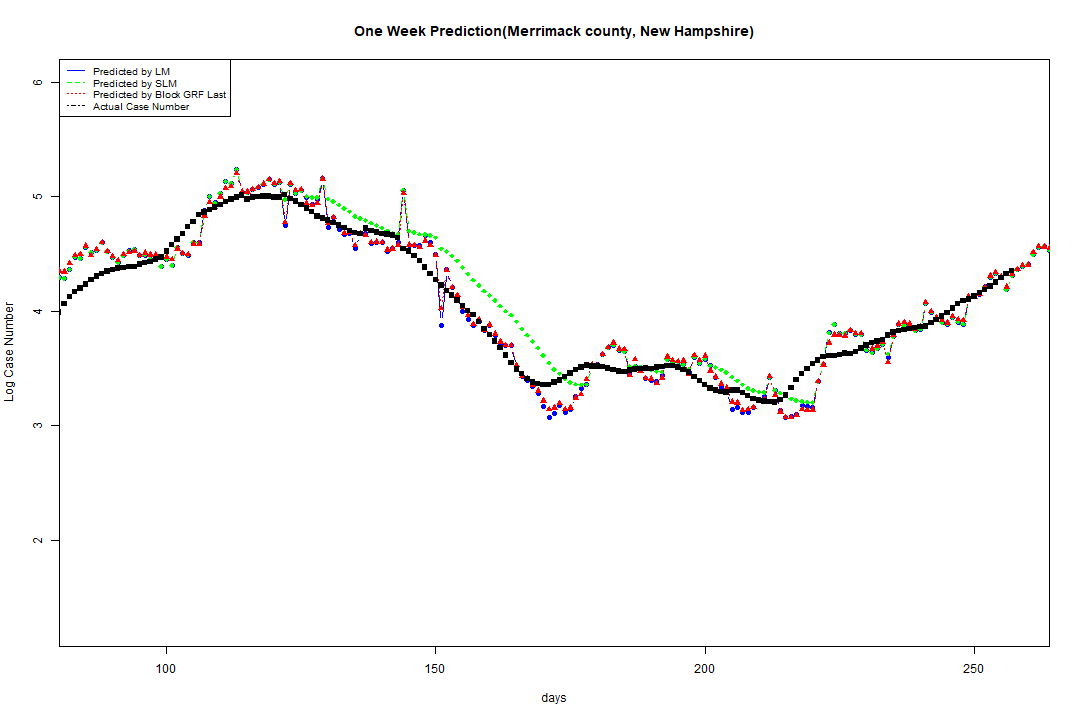 One Week Prediction(Merrimack county, New Hampshire)
Predicted by LM
Predicted by SLM
Predicted by Block GRF Last
Actual Case Number
6
5
4
3
2
Log Case Number
100 150 200 250
days